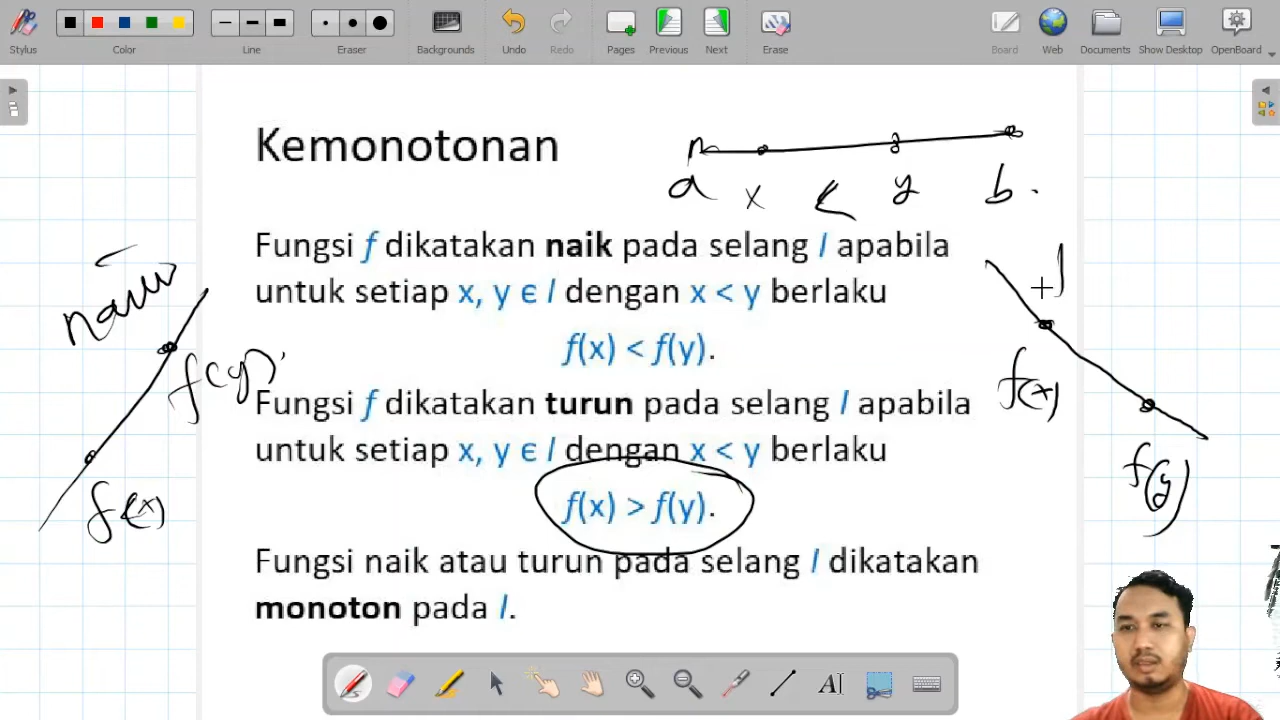 Stylus
Color
Line
Eraser
Backgrounds
Undo
Redo
Pages
Previous
Next
Erase
Board
Web
Documents
Show Desktop
OpenBoard
Kemonotonan
a x < y b
Fungsi f dikatakan naik pada selang I apabila
untuk setiap x, y ϵ I dengan x < y berlaku
f(x) < f(y).
Fungsi f dikatakan turun pada selang I apabila
untuk setiap x, y ϵ I dengan x < y berlaku
f(x) > f(y).
Fungsi naik atau turun pada selang I dikatakan
monoton pada I.
f(y)
f(x)
f(x)
f(y)
AI